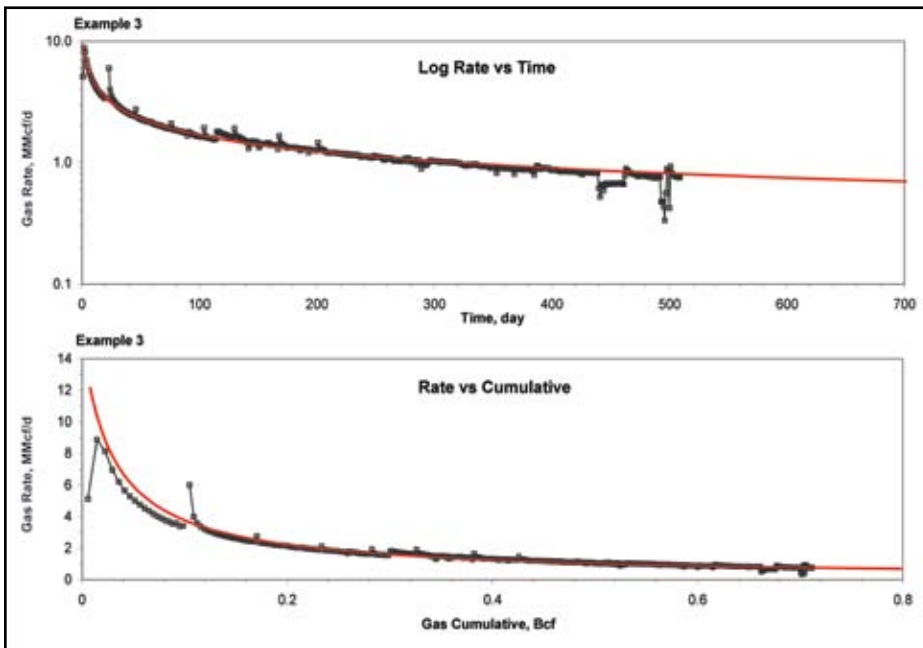 Example 3
Log Rate vs Time
Gas Rate, MMcf/d
10.0
1.0
0.1
0 100 200 300 400 500 600 700
Time, day
Example 3
Rate vs Cumulative
Gas Rate, MMcf/d
14
12
10
8
6
4
2
0
0 0.2 0.4 0.6 0.8
Gas Cumulative, Bcf